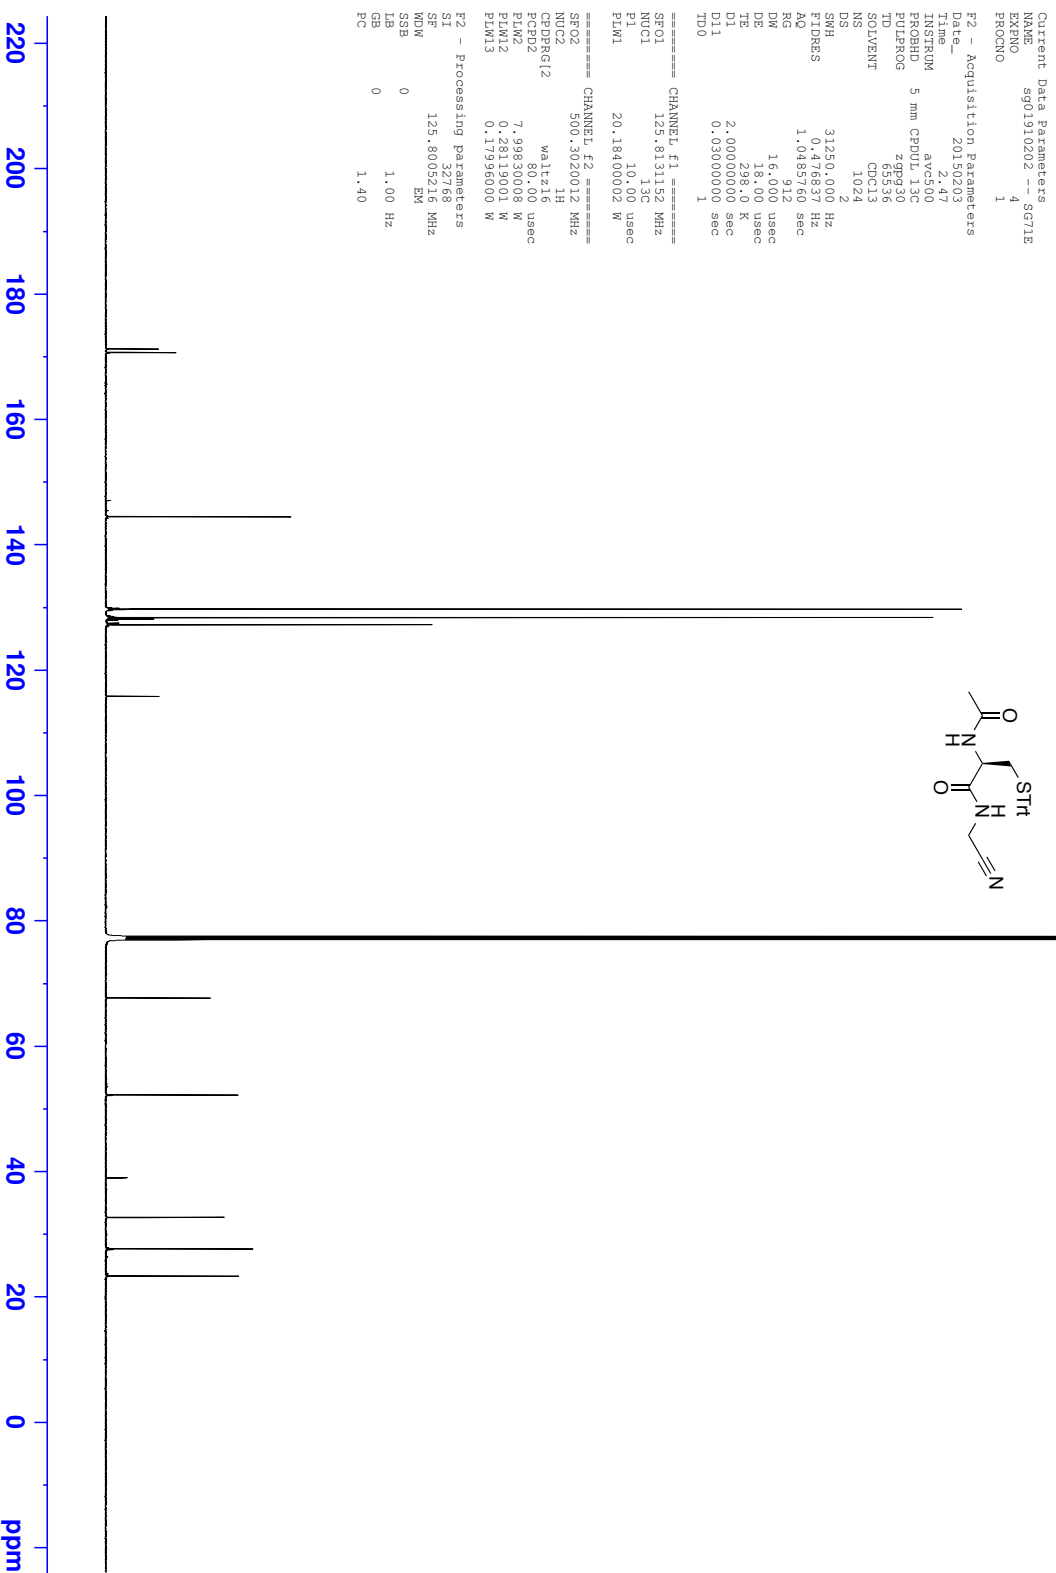 Current Data Parameters
NAME sg01910202 -- SG71E
EXPNO 4
PROCNO 1
F2 - Acquisition Parameters
Date_ 20150203
Time 2.47
INSTRUM avc500
PROBHD 5 mm CPDUL 13C
PULPROG zgpg30
TD 65536
SOLVENT CDCl3
NS 1024
DS 2
SWH 31250.000 Hz
FIDRES 0.476837 Hz
AQ 1.0485760 sec
RG 912
DW 16.000 usec
DE 18.00 usec
TE 298.0 K
D1 2.00000000 sec
D11 0.03000000 sec
TD0 1
======== CHANNEL f1 ========
SFO1 125.8131152 MHz
NUC1 13C
P1 10.00 usec
PLW1 20.18400002 W
======== CHANNEL f2 ========
SFO2 500.3020012 MHz
NUC2 1H
CPDPRG[2 waltz16
PCPD2 80.00 usec
PLW2 7.99830008 W
PLW12 0.28119001 W
PLW13 0.17996000 W
F2 - Processing parameters
SI 32768
SF 125.8005216 MHz
WDW EM
SSB 0
LB 1.00 Hz
GB 0
PC 1.40
O
N
H
STrt
O
H
N
N
220 200 180 160 140 120 100 80 60 40 20 0 ppm